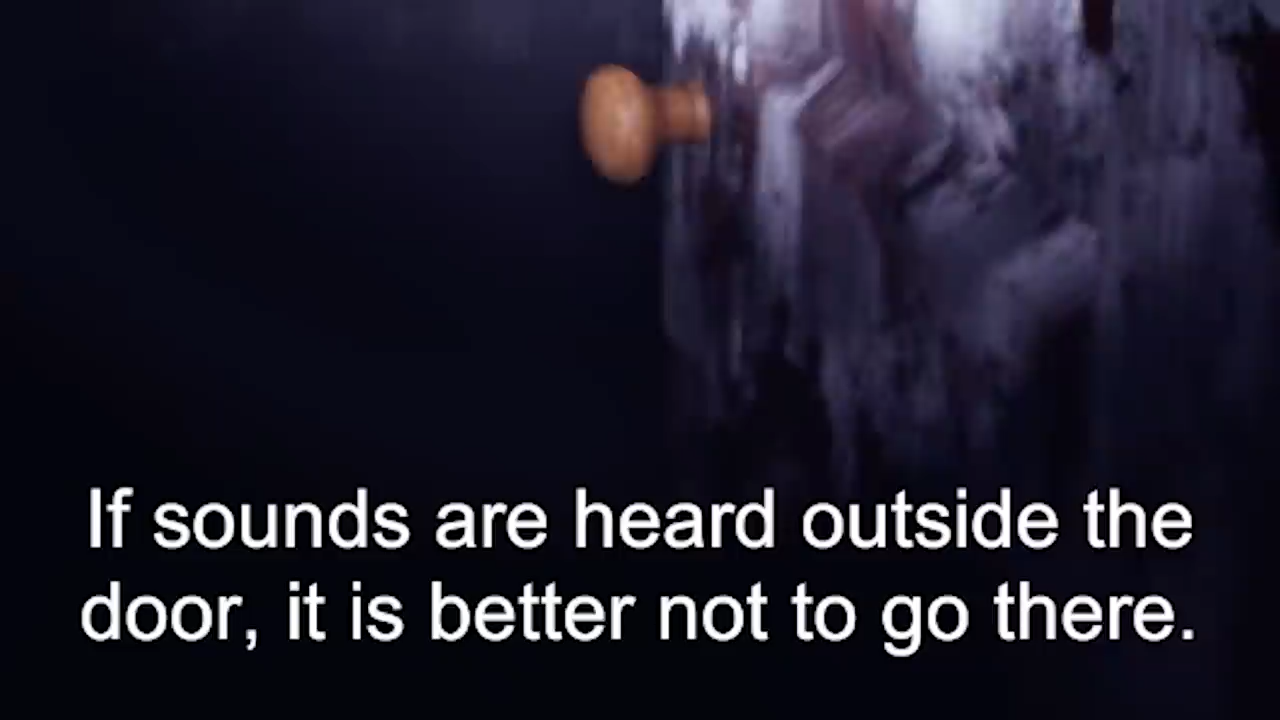 If sounds are heard outside the
door, it is better not to go there.